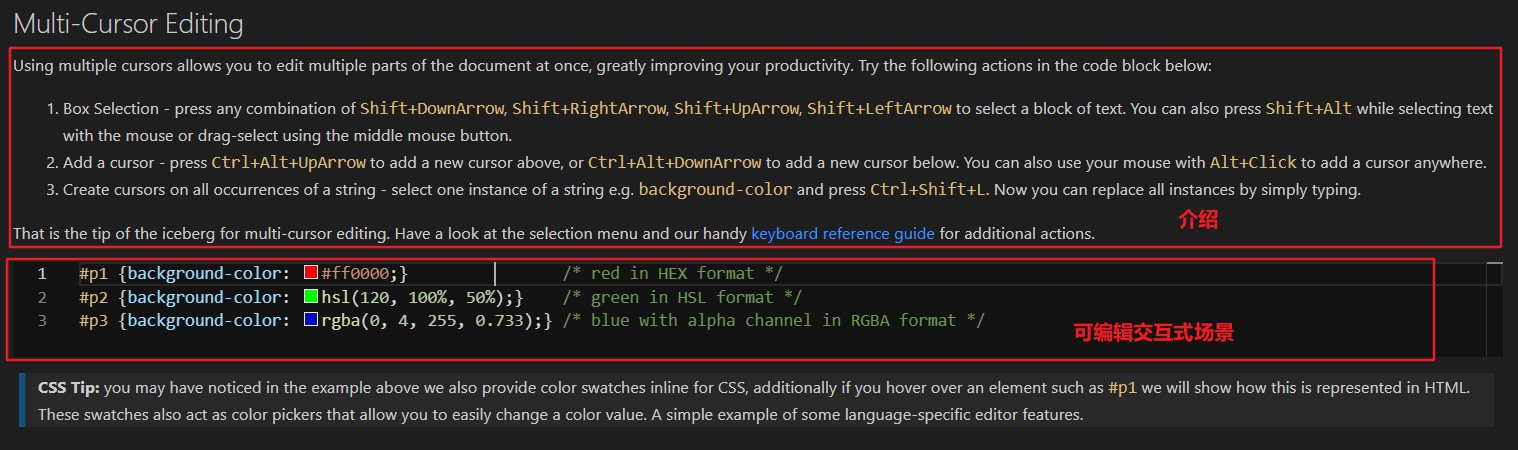 Multi-Cursor Editing
Using multiple cursors allows you to edit multiple parts of the document at once, greatly improving your productivity. Try the following actions in the code block below:
1. Box Selection - press any combination of Shift+DownArrow, Shift+RightArrow, Shift+UpArrow, Shift+LeftArrow to select a block of text. You can also press Shift+Alt while selecting text
with the mouse or drag-select using the middle mouse button.
2. Add a cursor - press Ctrl+Alt+UpArrow to add a new cursor above, or Ctrl+Alt+DownArrow to add a new cursor below. You can also use your mouse with Alt+Click to add a cursor anywhere.
3. Create cursors on all occurrences of a string - select one instance of a string e.g. background-color and press Ctrl+Shift+L. Now you can replace all instances by simply typing.
介绍
That is the tip of the iceberg for multi-cursor editing. Have a look at the selection menu and our handy keyboard reference guide for additional actions.
1 #p1 {background-color: #ff0000;} /* red in HEX format */
2 #p2 {background-color: hsl(120, 100%, 50%);} /* green in HSL format */
3 #p3 {background-color: rgba(0, 4, 255, 0.733);} /* blue with alpha channel in RGBA format */
可编辑交互式场景
CSS Tip: you may have noticed in the example above we also provide color swatches inline for CSS, additionally if you hover over an element such as #p1 we will show how this is represented in HTML.
These swatches also act as color pickers that allow you to easily change a color value. A simple example of some language-specific editor features.